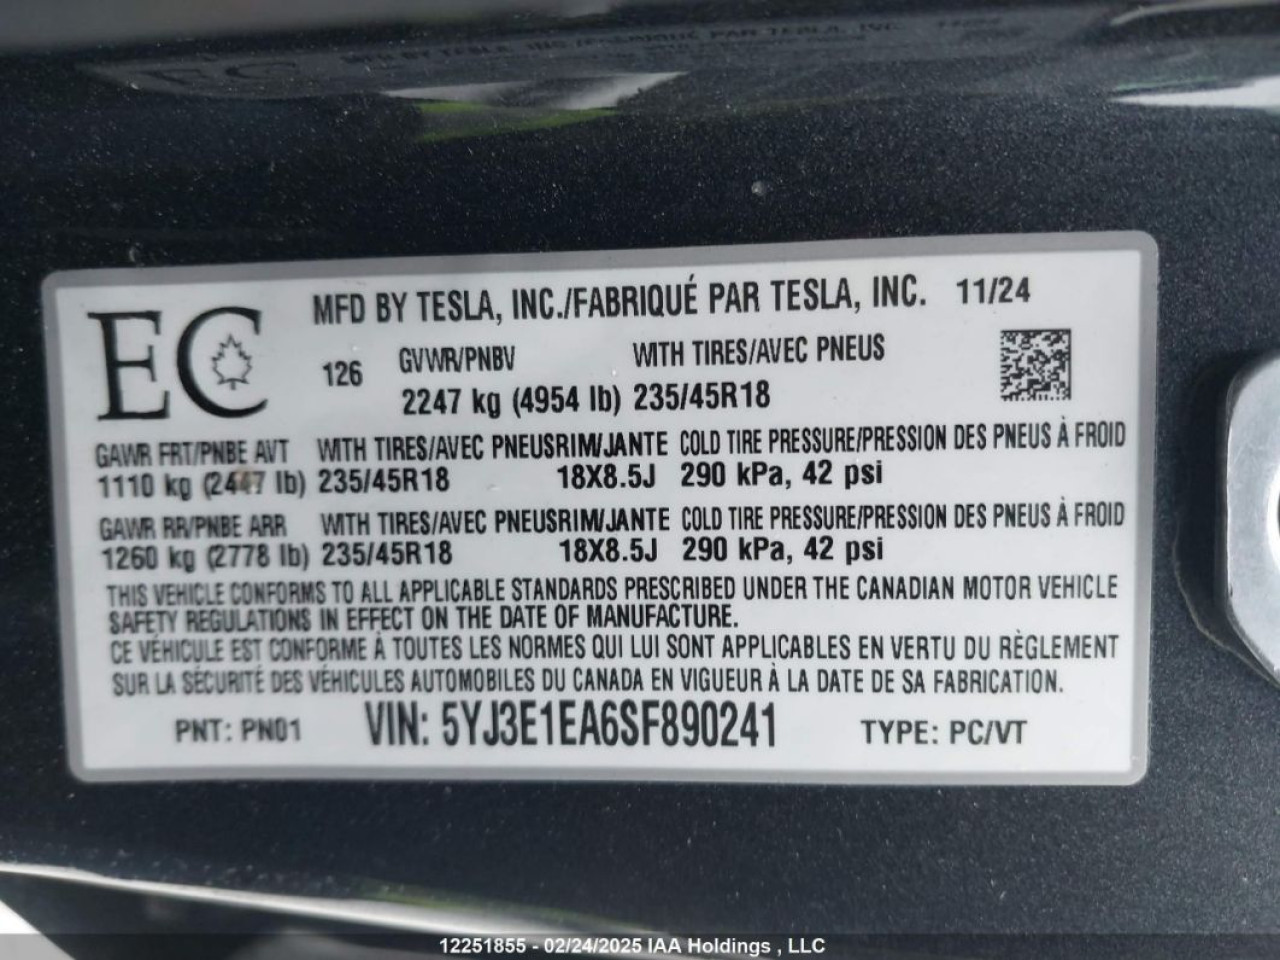 EC
MFD BY TESLA, INC./FABRIQUÉ PAR TESLA, INC. 11/24
126 GVWR/PNBV WITH TIRES/AVEC PNEUS
2247 kg (4954 lb) 235/45R18
GAWR FRT/PNBE AVT WITH TIRES/AVEC PNEUSRIM/JANTE COLD TIRE PRESSURE/PRESSION DES PNEUS À FROID
1110 kg (2447 lb) 235/45R18 18X8.5J 290 kPa, 42 psi
GAWR RR/PNBE ARR WITH TIRES/AVEC PNEUSRIM/JANTE COLD TIRE PRESSURE/PRESSION DES PNEUS À FROID
1260 kg (2778 lb) 235/45R18 18X8.5J 290 kPa, 42 psi
THIS VEHICLE CONFORMS TO ALL APPLICABLE STANDARDS PRESCRIBED UNDER THE CANADIAN MOTOR VEHICLE
SAFETY REGULATIONS IN EFFECT ON THE DATE OF MANUFACTURE.
CE VÉHICULE EST CONFORME À TOUTES LES NORMES QUI LUI SONT APPLICABLES EN VERTU DU RÈGLEMENT
SUR LA SÉCURITÉ DES VÉHICULES AUTOMOBILES DU CANADA EN VIGUEUR À LA DATE DE SA FABRICATION.
PNT: PN01 VIN: 5YJ3E1EA6SF890241 TYPE: PC/VT
12251855 - 02/24/2025 IAA Holdings , LLC